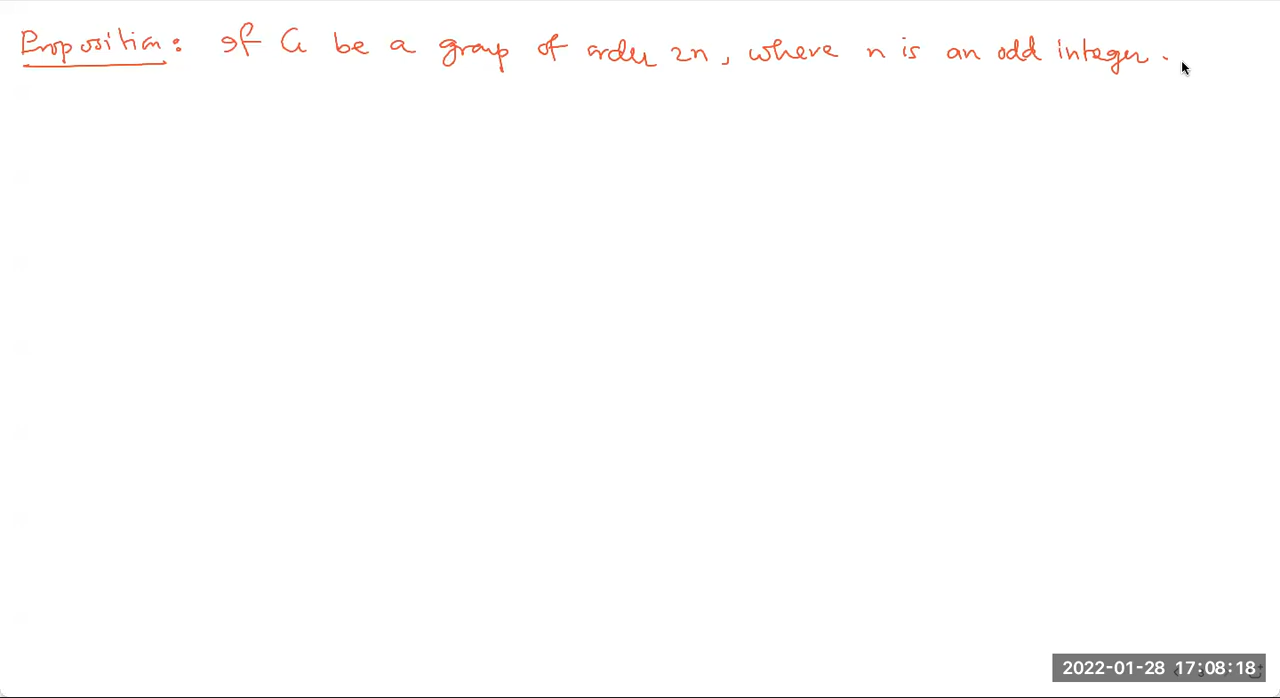 Proposition: If G be a group of order 2n, where n is an odd integer.
2022-01-28 17:08:18